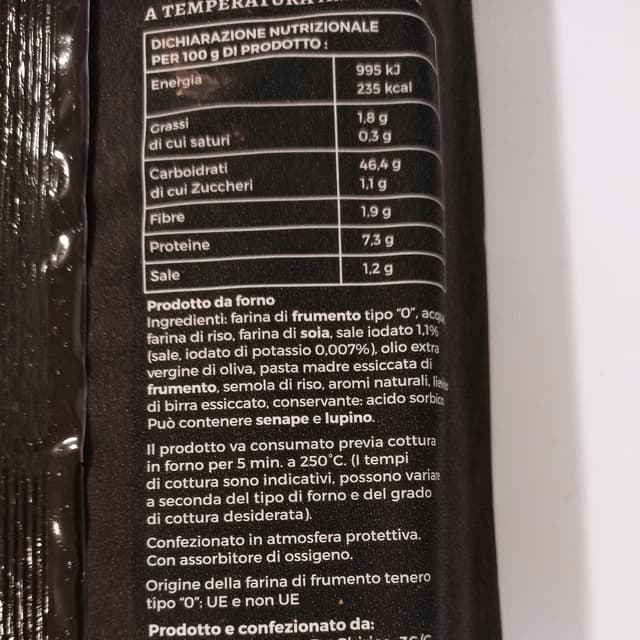 A TEMPERATURA
DICHIARAZIONE NUTRIZIONALE
PER 100 g DI PRODOTTO:
Energia 995 kJ
235 kcal
Grassi 1,8 g
di cui saturi 0,3 g
Carboidrati 46,4 g
di cui Zuccheri 1,1 g
Fibre 1,9 g
Proteine 7,3 g
Sale 1,2 g
Prodotto da forno
Ingredienti: farina di frumento tipo "0", acqua,
farina di riso, farina di soia, sale iodato 1,1%
(sale, iodato di potassio 0,007%), olio extra
vergine di oliva, pasta madre essiccata di
frumento, semola di riso, aromi naturali, lievito
di birra essiccato, conservante: acido sorbico
Può contenere senape e lupino.
Il prodotto va consumato previa cottura
in forno per 5 min. a 250°C. (I tempi
di cottura sono indicativi, possono variare
a seconda del tipo di forno e del grado
di cottura desiderata).
Confezionato in atmosfera protettiva.
Con assorbitore di ossigeno.
Origine della farina di frumento tenero
tipo "0": UE e non UE
Prodotto e confezionato da: